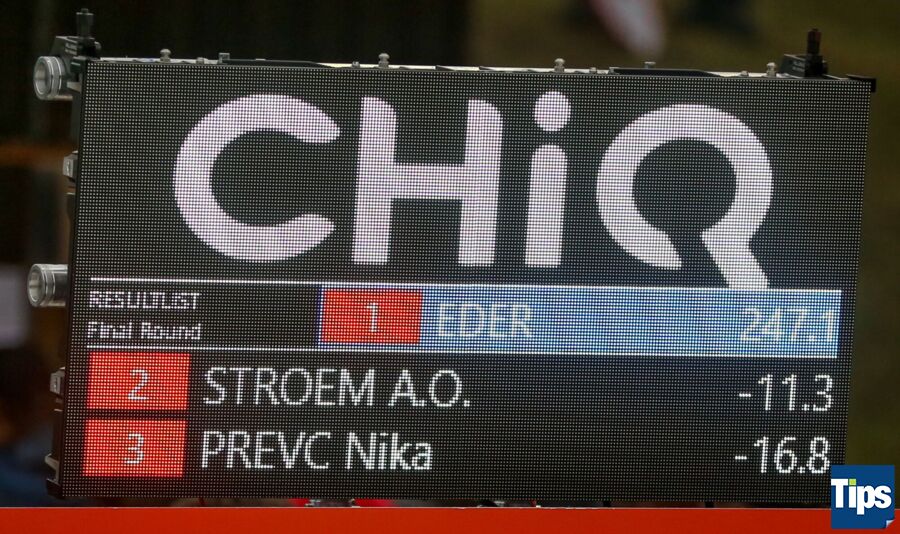 CHiQ
RESULTLIST
Final Round
1 EDER 247.1
2 STROEM A.O. -11.3
3 PREVC Nika -16.8
Tips